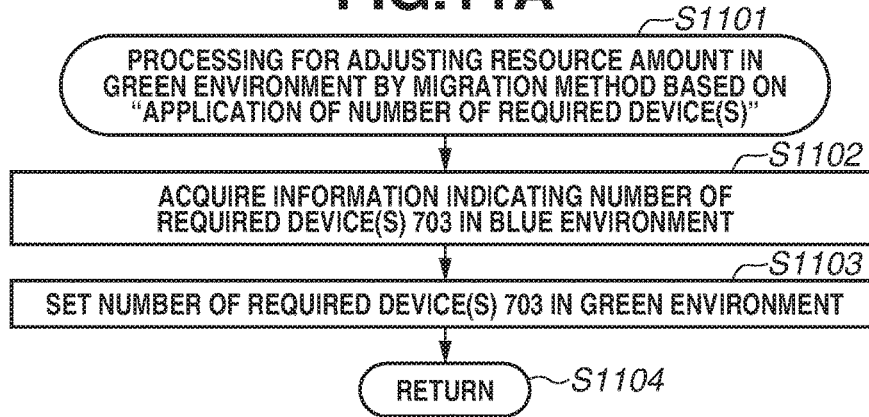 FIG.11A
S1101
PROCESSING FOR ADJUSTING RESOURCE AMOUNT IN
GREEN ENVIRONMENT BY MIGRATION METHOD BASED ON
“APPLICATION OF NUMBER OF REQUIRED DEVICE(S)”
S1102
ACQUIRE INFORMATION INDICATING NUMBER OF
REQUIRED DEVICE(S) 703 IN BLUE ENVIRONMENT
S1103
SET NUMBER OF REQUIRED DEVICE(S) 703 IN GREEN ENVIRONMENT
RETURN
S1104